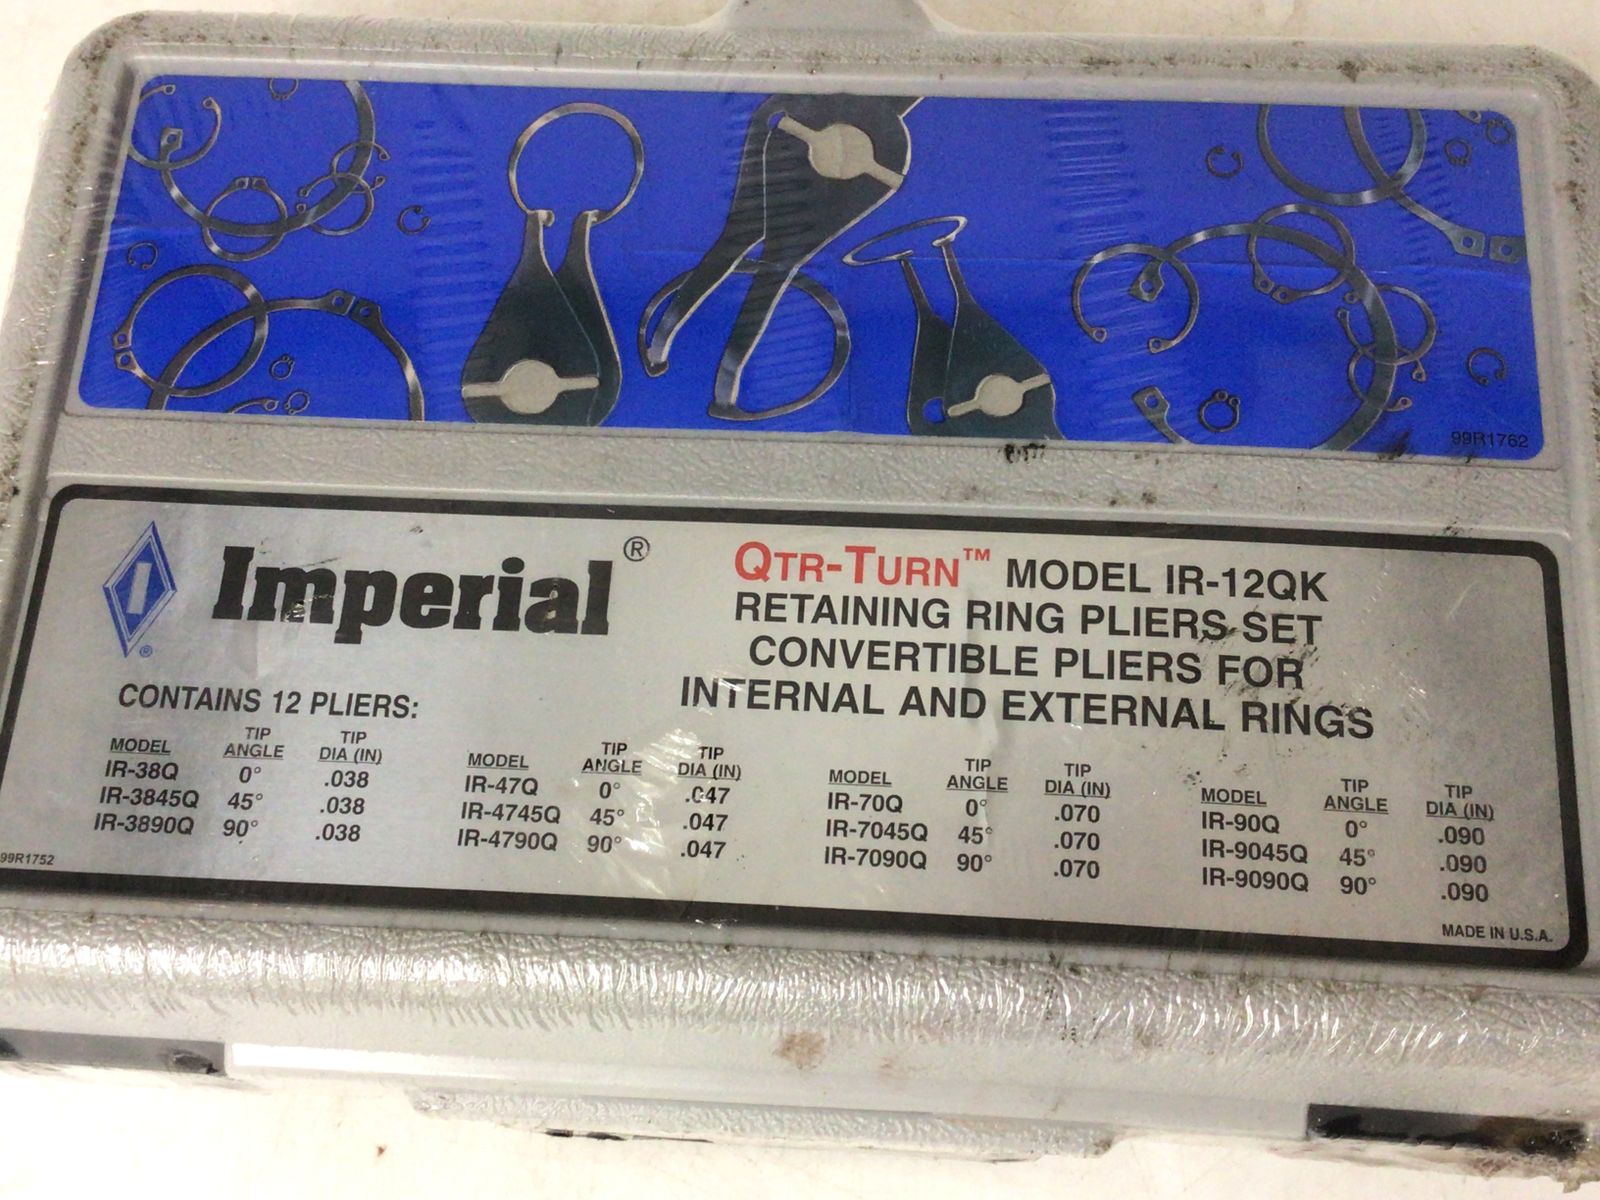 99R1762
Imperial®
®
QTR-TURN™ MODEL IR-12QK
RETAINING RING PLIERS SET
CONVERTIBLE PLIERS FOR
INTERNAL AND EXTERNAL RINGS
CONTAINS 12 PLIERS:
MODEL TIP ANGLE TIP DIA (IN)
IR-38Q 0° .038
IR-3845Q 45° .038
IR-3890Q 90° .038
MODEL TIP ANGLE TIP DIA (IN)
IR-47Q 0° .047
IR-4745Q 45° .047
IR-4790Q 90° .047
MODEL TIP ANGLE TIP DIA (IN)
IR-70Q 0° .070
IR-7045Q 45° .070
IR-7090Q 90° .070
MODEL TIP ANGLE TIP DIA (IN)
IR-90Q 0° .090
IR-9045Q 45° .090
IR-9090Q 90° .090
99R1752
MADE IN U.S.A.